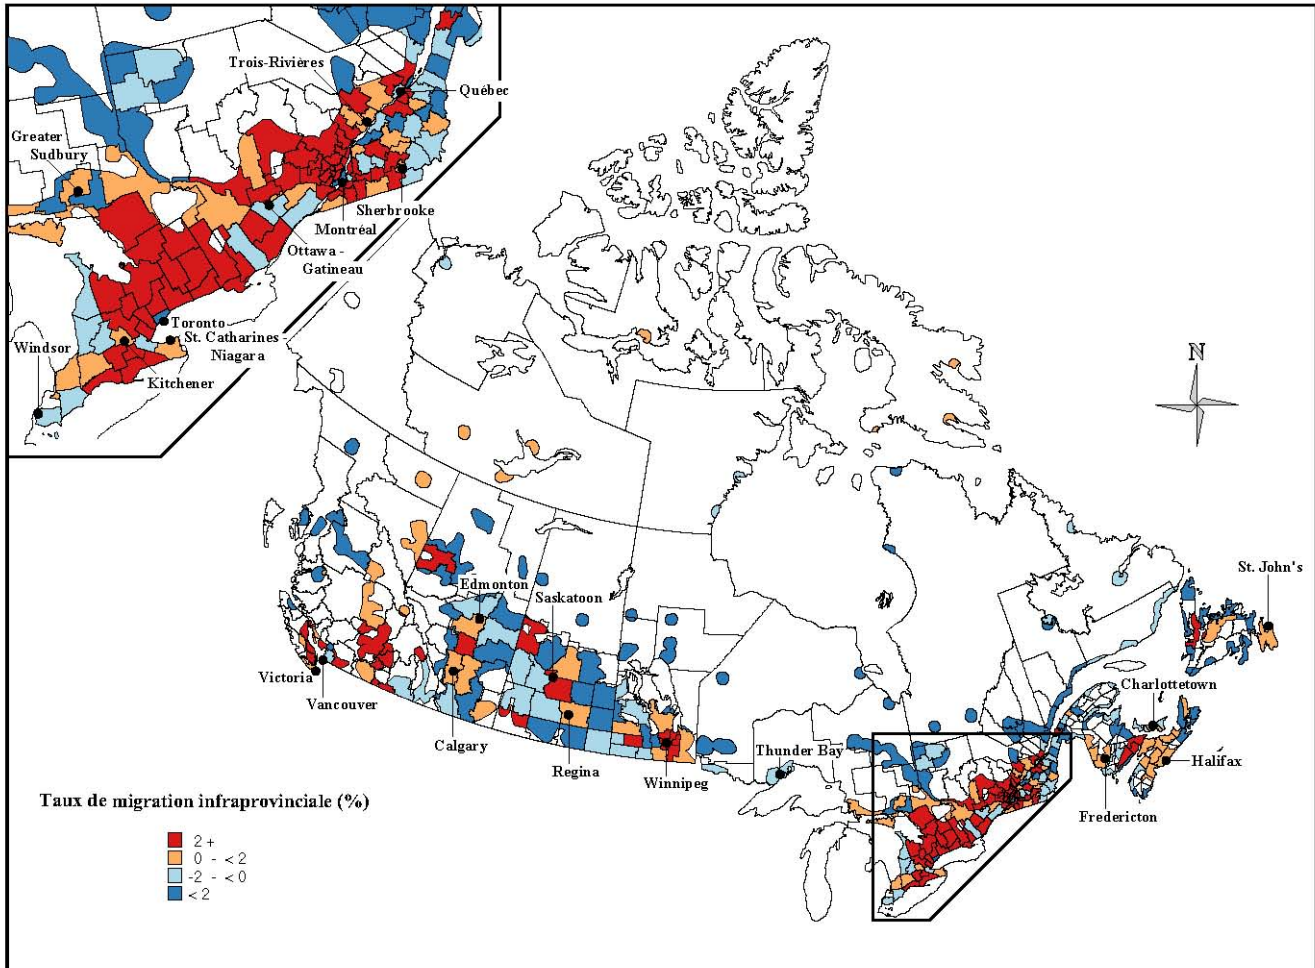 Trois-Rivières
Québec
Greater
Sudbury
Sherbrooke
Montréal
Ottawa -
Gatineau
Toronto
St. Catharines -
Niagara
Windsor
Kitchener
N
Edmonton
Saskatoon
St. John's
Victoria
Vancouver
Charlottetown
Calgary
Regina
Winnipeg
Thunder Bay
Halifax
Fredericton
Taux de migration infraprovinciale (%)
2 +
0 - < 2
-2 - < 0
< 2